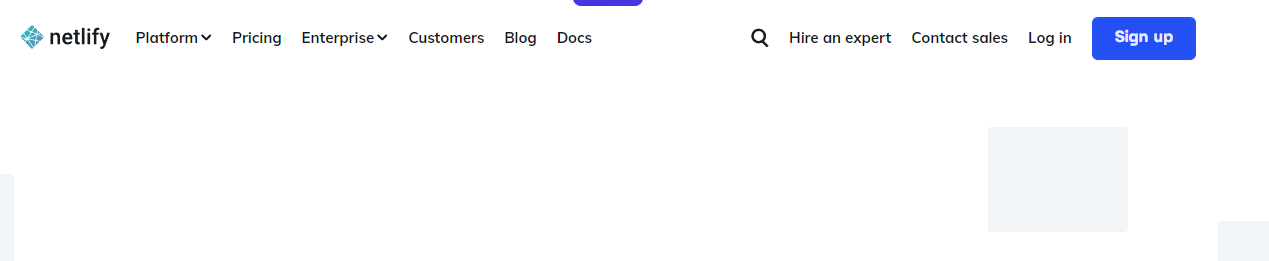 netlify Platform Pricing Enterprise Customers Blog Docs Hire an expert Contact sales Log in Sign up